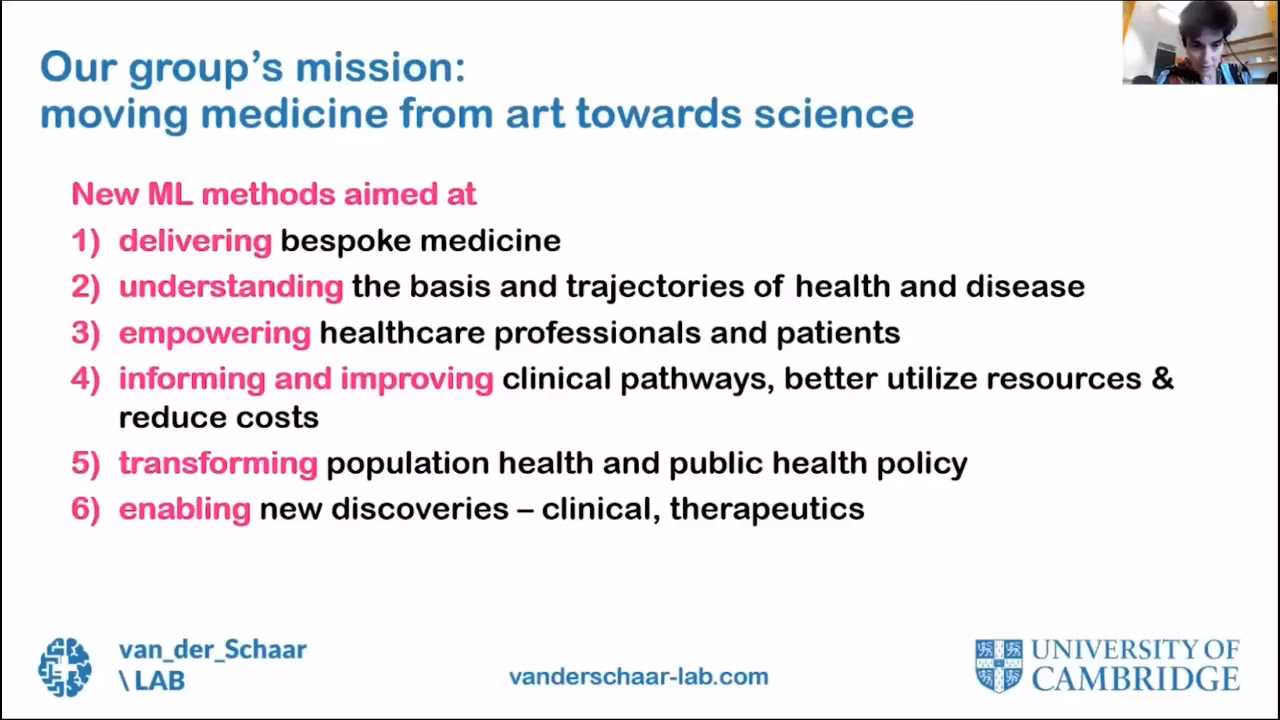 Our group's mission:
moving medicine from art towards science
New ML methods aimed at
1) delivering bespoke medicine
2) understanding the basis and trajectories of health and disease
3) empowering healthcare professionals and patients
4) informing and improving clinical pathways, better utilize resources &
reduce costs
5) transforming population health and public health policy
6) enabling new discoveries – clinical, therapeutics
van_der_Schaar
\ LAB
vanderschaar-lab.com
UNIVERSITY OF
CAMBRIDGE